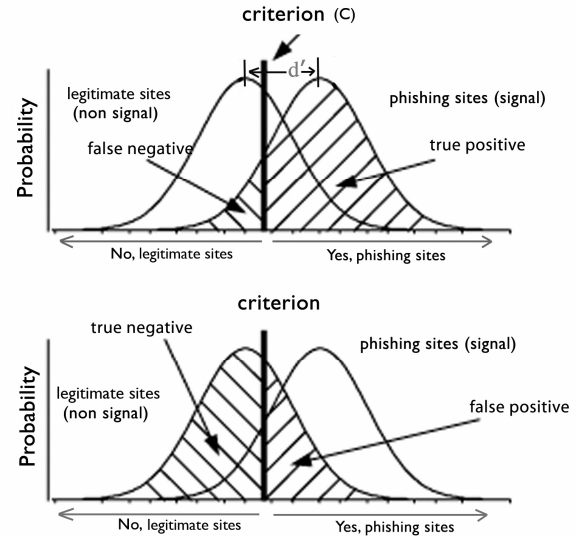 criterion (C)
d′
legitimate sites
(non signal)
phishing sites (signal)
false negative
true positive
Probability
No, legitimate sites
Yes, phishing sites
criterion
true negative
phishing sites (signal)
legitimate sites
(non signal)
false positive
Probability
No, legitimate sites
Yes, phishing sites